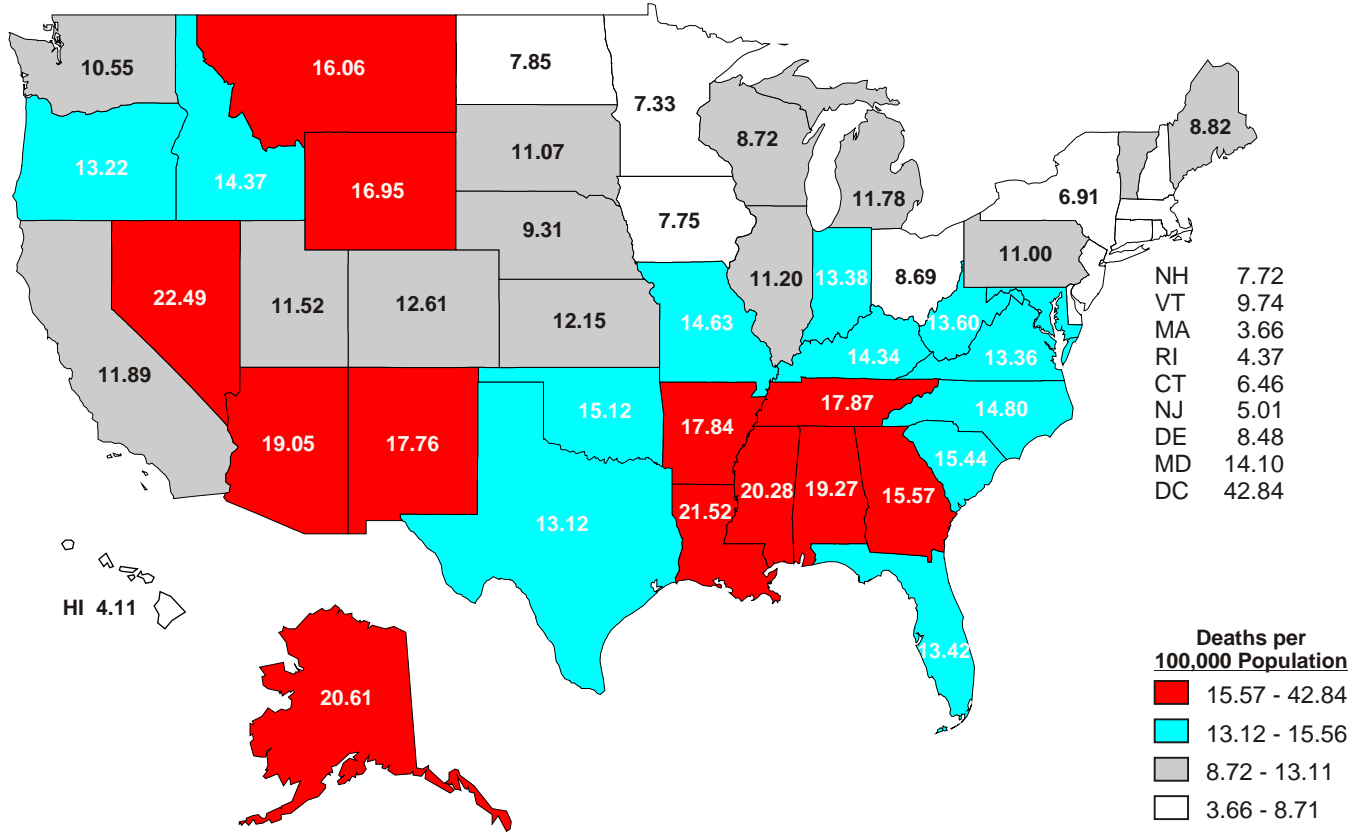 10.55
16.06
7.85
7.33
8.72
8.82
13.22
14.37
16.95
11.07
11.78
6.91
9.31
7.75
22.49
11.52
12.61
12.15
11.20
13.38
8.69
11.00
14.63
13.60
14.34
13.36
11.89
19.05
17.76
15.12
17.84
17.87
14.80
15.44
13.12
21.52
20.28
19.27
15.57
13.42
HI 4.11
20.61
NH 7.72
VT 9.74
MA 3.66
RI 4.37
CT 6.46
NJ 5.01
DE 8.48
MD 14.10
DC 42.84
Deaths per
100,000 Population
15.57 - 42.84
13.12 - 15.56
8.72 - 13.11
3.66 - 8.71